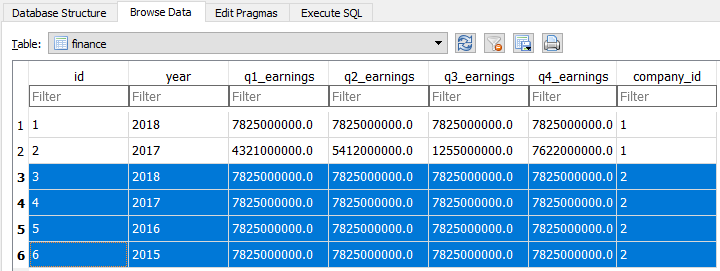 Database Structure Browse Data Edit Pragmas Execute SQL
Table: finance
id year q1_earnings q2_earnings q3_earnings q4_earnings company_id
Filter Filter Filter Filter Filter Filter Filter
1 1 2018 7825000000.0 7825000000.0 7825000000.0 7825000000.0 1
2 2 2017 4321000000.0 5412000000.0 1255000000.0 7622000000.0 1
3 3 2018 7825000000.0 7825000000.0 7825000000.0 7825000000.0 2
4 4 2017 7825000000.0 7825000000.0 7825000000.0 7825000000.0 2
5 5 2016 7825000000.0 7825000000.0 7825000000.0 7825000000.0 2
6 6 2015 7825000000.0 7825000000.0 7825000000.0 7825000000.0 2